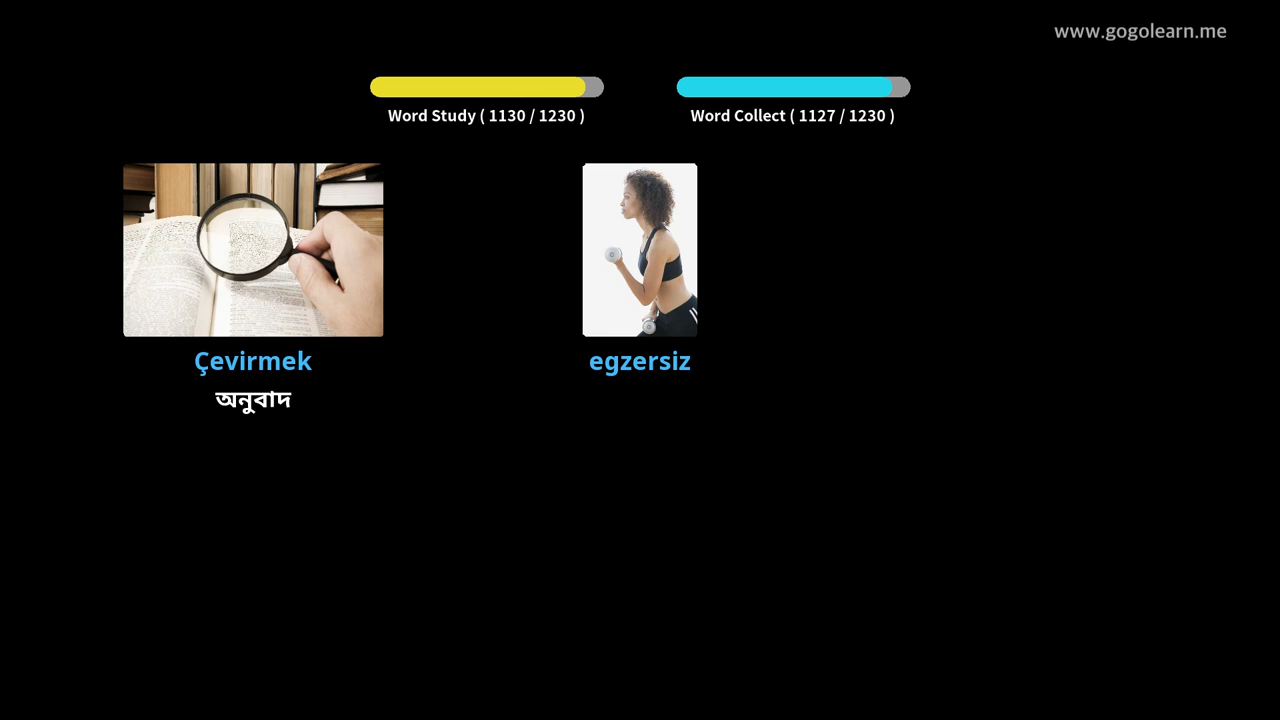 www.gogolearn.me
Word Study ( 1130 / 1230 )
Word Collect ( 1127 / 1230 )
Çevirmek
egzersiz
অনুবাদ